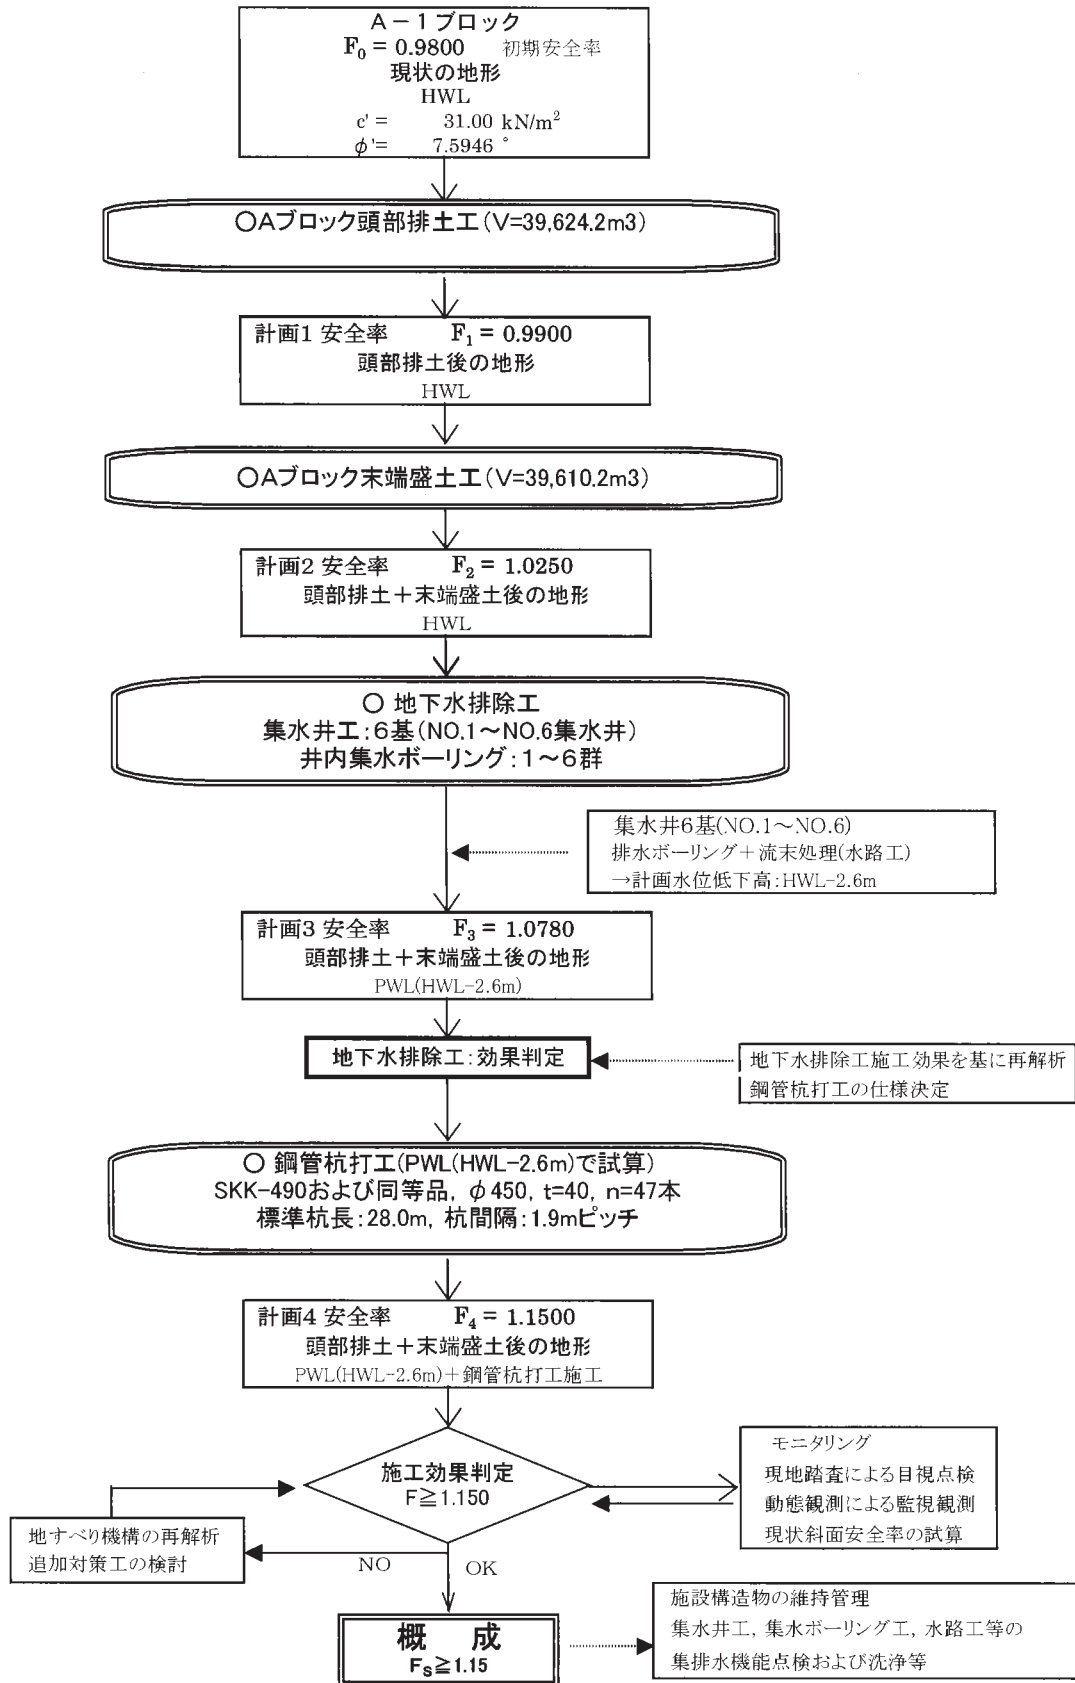 A-1ブロック
F₀ = 0.9800 初期安全率
現状の地形
HWL
c' = 31.00 kN/m²
φ'= 7.5946 °
○Aブロック頭部排土工(V=39,624.2m3)
計画1 安全率 F₁ = 0.9900
頭部排土後の地形
HWL
○Aブロック末端盛土工(V=39,610.2m3)
計画2 安全率 F₂ = 1.0250
頭部排土+末端盛土後の地形
HWL
○ 地下水排除工
集水井工:6基(NO.1~NO.6集水井)
井内集水ボーリング:1~6群
集水井6基(NO.1~NO.6)
排水ボーリング+流末処理(水路工)
→計画水位低下高:HWL-2.6m
計画3 安全率 F₃ = 1.0780
頭部排土+末端盛土後の地形
PWL(HWL-2.6m)
地下水排除工:効果判定
地下水排除工施工効果を基に再解析
鋼管杭打工の仕様決定
○ 鋼管杭打工(PWL(HWL-2.6m)で試算)
SKK-490および同等品, φ450, t=40, n=47本
標準杭長:28.0m, 杭間隔:1.9mピッチ
計画4 安全率 F₄ = 1.1500
頭部排土+末端盛土後の地形
PWL(HWL-2.6m)+鋼管杭打工施工
施工効果判定
F≧1.150
モニタリング
現地踏査による目視点検
動態観測による監視観測
現状斜面安全率の試算
地すべり機構の再解析
追加対策工の検討
NO
OK
概 成
Fs≧1.15
施設構造物の維持管理
集水井工, 集水ボーリング工, 水路工等の
集排水機能点検および洗浄等